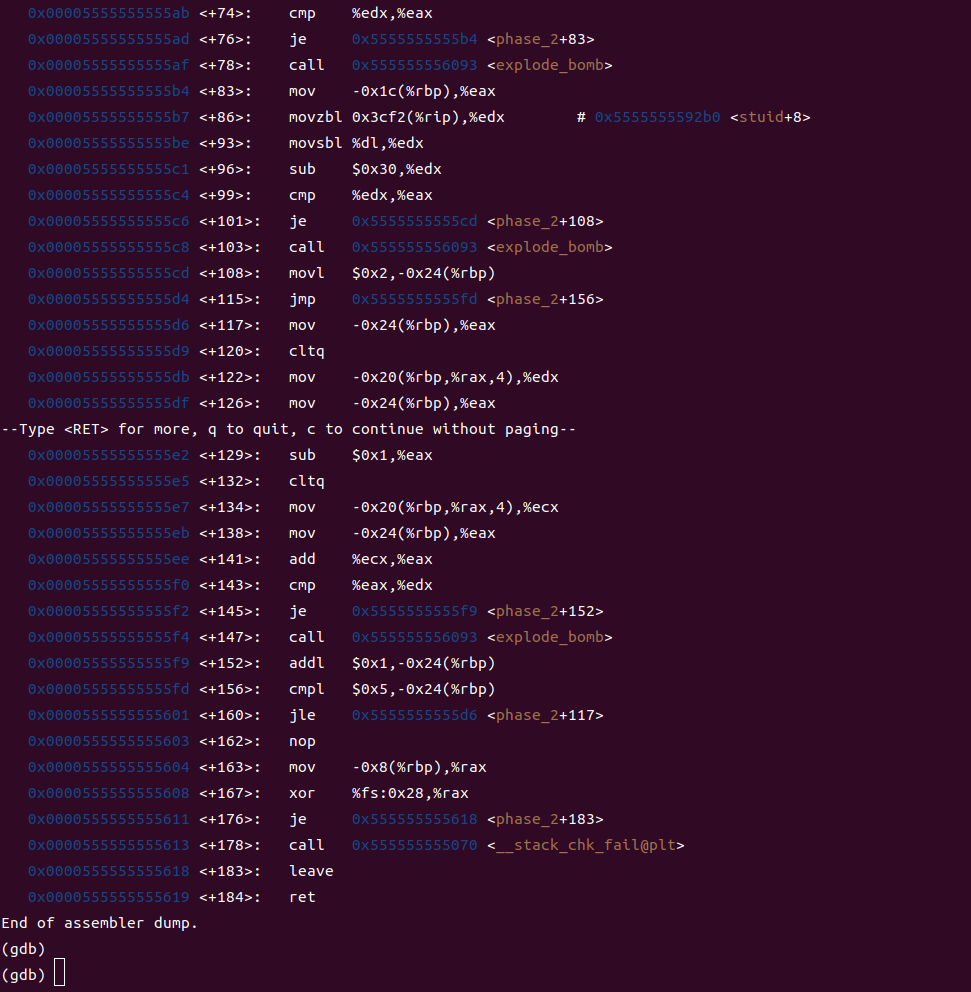 0x00005555555555ab <+74>: cmp %edx,%eax
0x00005555555555ad <+76>: je 0x5555555555b4 <phase_2+83>
0x00005555555555af <+78>: call 0x555555556093 <explode_bomb>
0x00005555555555b4 <+83>: mov -0x1c(%rbp),%eax
0x00005555555555b7 <+86>: movzbl 0x3cf2(%rip),%edx # 0x5555555592b0 <stuid+8>
0x00005555555555be <+93>: movsbl %dl,%edx
0x00005555555555c1 <+96>: sub $0x30,%edx
0x00005555555555c4 <+99>: cmp %edx,%eax
0x00005555555555c6 <+101>: je 0x5555555555cd <phase_2+108>
0x00005555555555c8 <+103>: call 0x555555556093 <explode_bomb>
0x00005555555555cd <+108>: movl $0x2,-0x24(%rbp)
0x00005555555555d4 <+115>: jmp 0x5555555555fd <phase_2+156>
0x00005555555555d6 <+117>: mov -0x24(%rbp),%eax
0x00005555555555d9 <+120>: cltq
0x00005555555555db <+122>: mov -0x20(%rbp,%rax,4),%edx
0x00005555555555df <+126>: mov -0x24(%rbp),%eax
--Type <RET> for more, q to quit, c to continue without paging--
0x00005555555555e2 <+129>: sub $0x1,%eax
0x00005555555555e5 <+132>: cltq
0x00005555555555e7 <+134>: mov -0x20(%rbp,%rax,4),%ecx
0x00005555555555eb <+138>: mov -0x24(%rbp),%eax
0x00005555555555ee <+141>: add %ecx,%eax
0x00005555555555f0 <+143>: cmp %eax,%edx
0x00005555555555f2 <+145>: je 0x5555555555f9 <phase_2+152>
0x00005555555555f4 <+147>: call 0x555555556093 <explode_bomb>
0x00005555555555f9 <+152>: addl $0x1,-0x24(%rbp)
0x00005555555555fd <+156>: cmpl $0x5,-0x24(%rbp)
0x0000555555555601 <+160>: jle 0x5555555555d6 <phase_2+117>
0x0000555555555603 <+162>: nop
0x0000555555555604 <+163>: mov -0x8(%rbp),%rax
0x0000555555555608 <+167>: xor %fs:0x28,%rax
0x0000555555555611 <+176>: je 0x555555555618 <phase_2+183>
0x0000555555555613 <+178>: call 0x555555555070 <__stack_chk_fail@plt>
0x0000555555555618 <+183>: leave
0x0000555555555619 <+184>: ret
End of assembler dump.
(gdb)
(gdb)